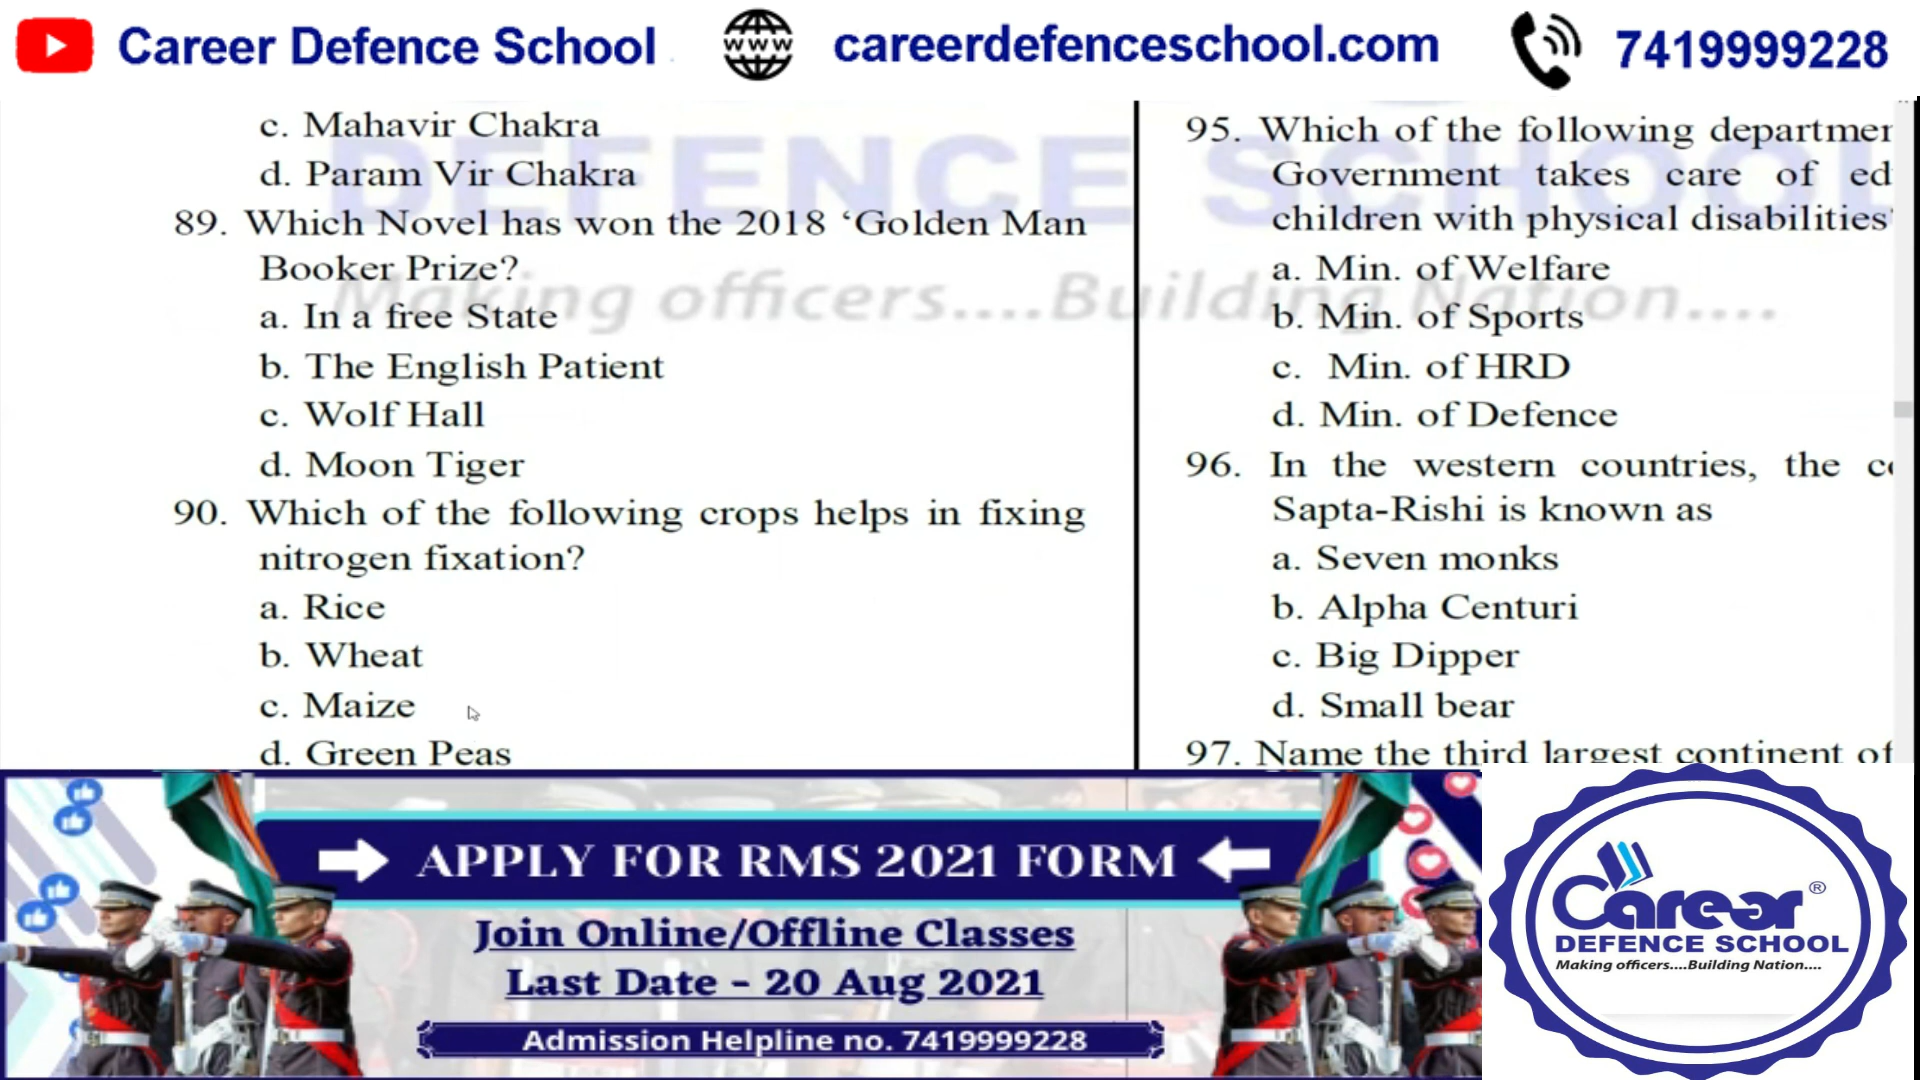 Career Defence School
www
careerdefenceschool.com
7419999228
DEFENCE SCHOOL
Making officers....Building Nation....
c. Mahavir Chakra
d. Param Vir Chakra
89. Which Novel has won the 2018 ‘Golden Man
Booker Prize?
a. In a free State
b. The English Patient
c. Wolf Hall
d. Moon Tiger
90. Which of the following crops helps in fixing
nitrogen fixation?
a. Rice
b. Wheat
c. Maize
d. Green Peas
95. Which of the following
Government takes care of
children with physical disabilities
a. Min. of Welfare
b. Min. of Sports
c. Min. of HRD
d. Min. of Defence
96. In the western countries, the
Sapta-Rishi is known as
a. Seven monks
b. Alpha Centuri
c. Big Dipper
d. Small bear
97. Name the third largest continent of
APPLY FOR RMS 2021 FORM
Join Online/Offline Classes
Last Date - 20 Aug 2021
Admission Helpline no. 7419999228
Career ®
DEFENCE SCHOOL
Making officers....Building Nation....